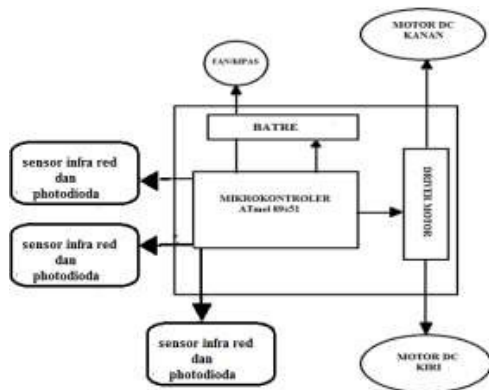 MOTOR DC
KANAN
FAN/KIPAS
BATRE
sensor infra red
dan
photodioda
MIKROKONTROLER
ATmel 89s51
DRIVER MOTOR
sensor infra red
dan
photodioda
sensor infra red
dan
photodioda
MOTOR DC
KIRI